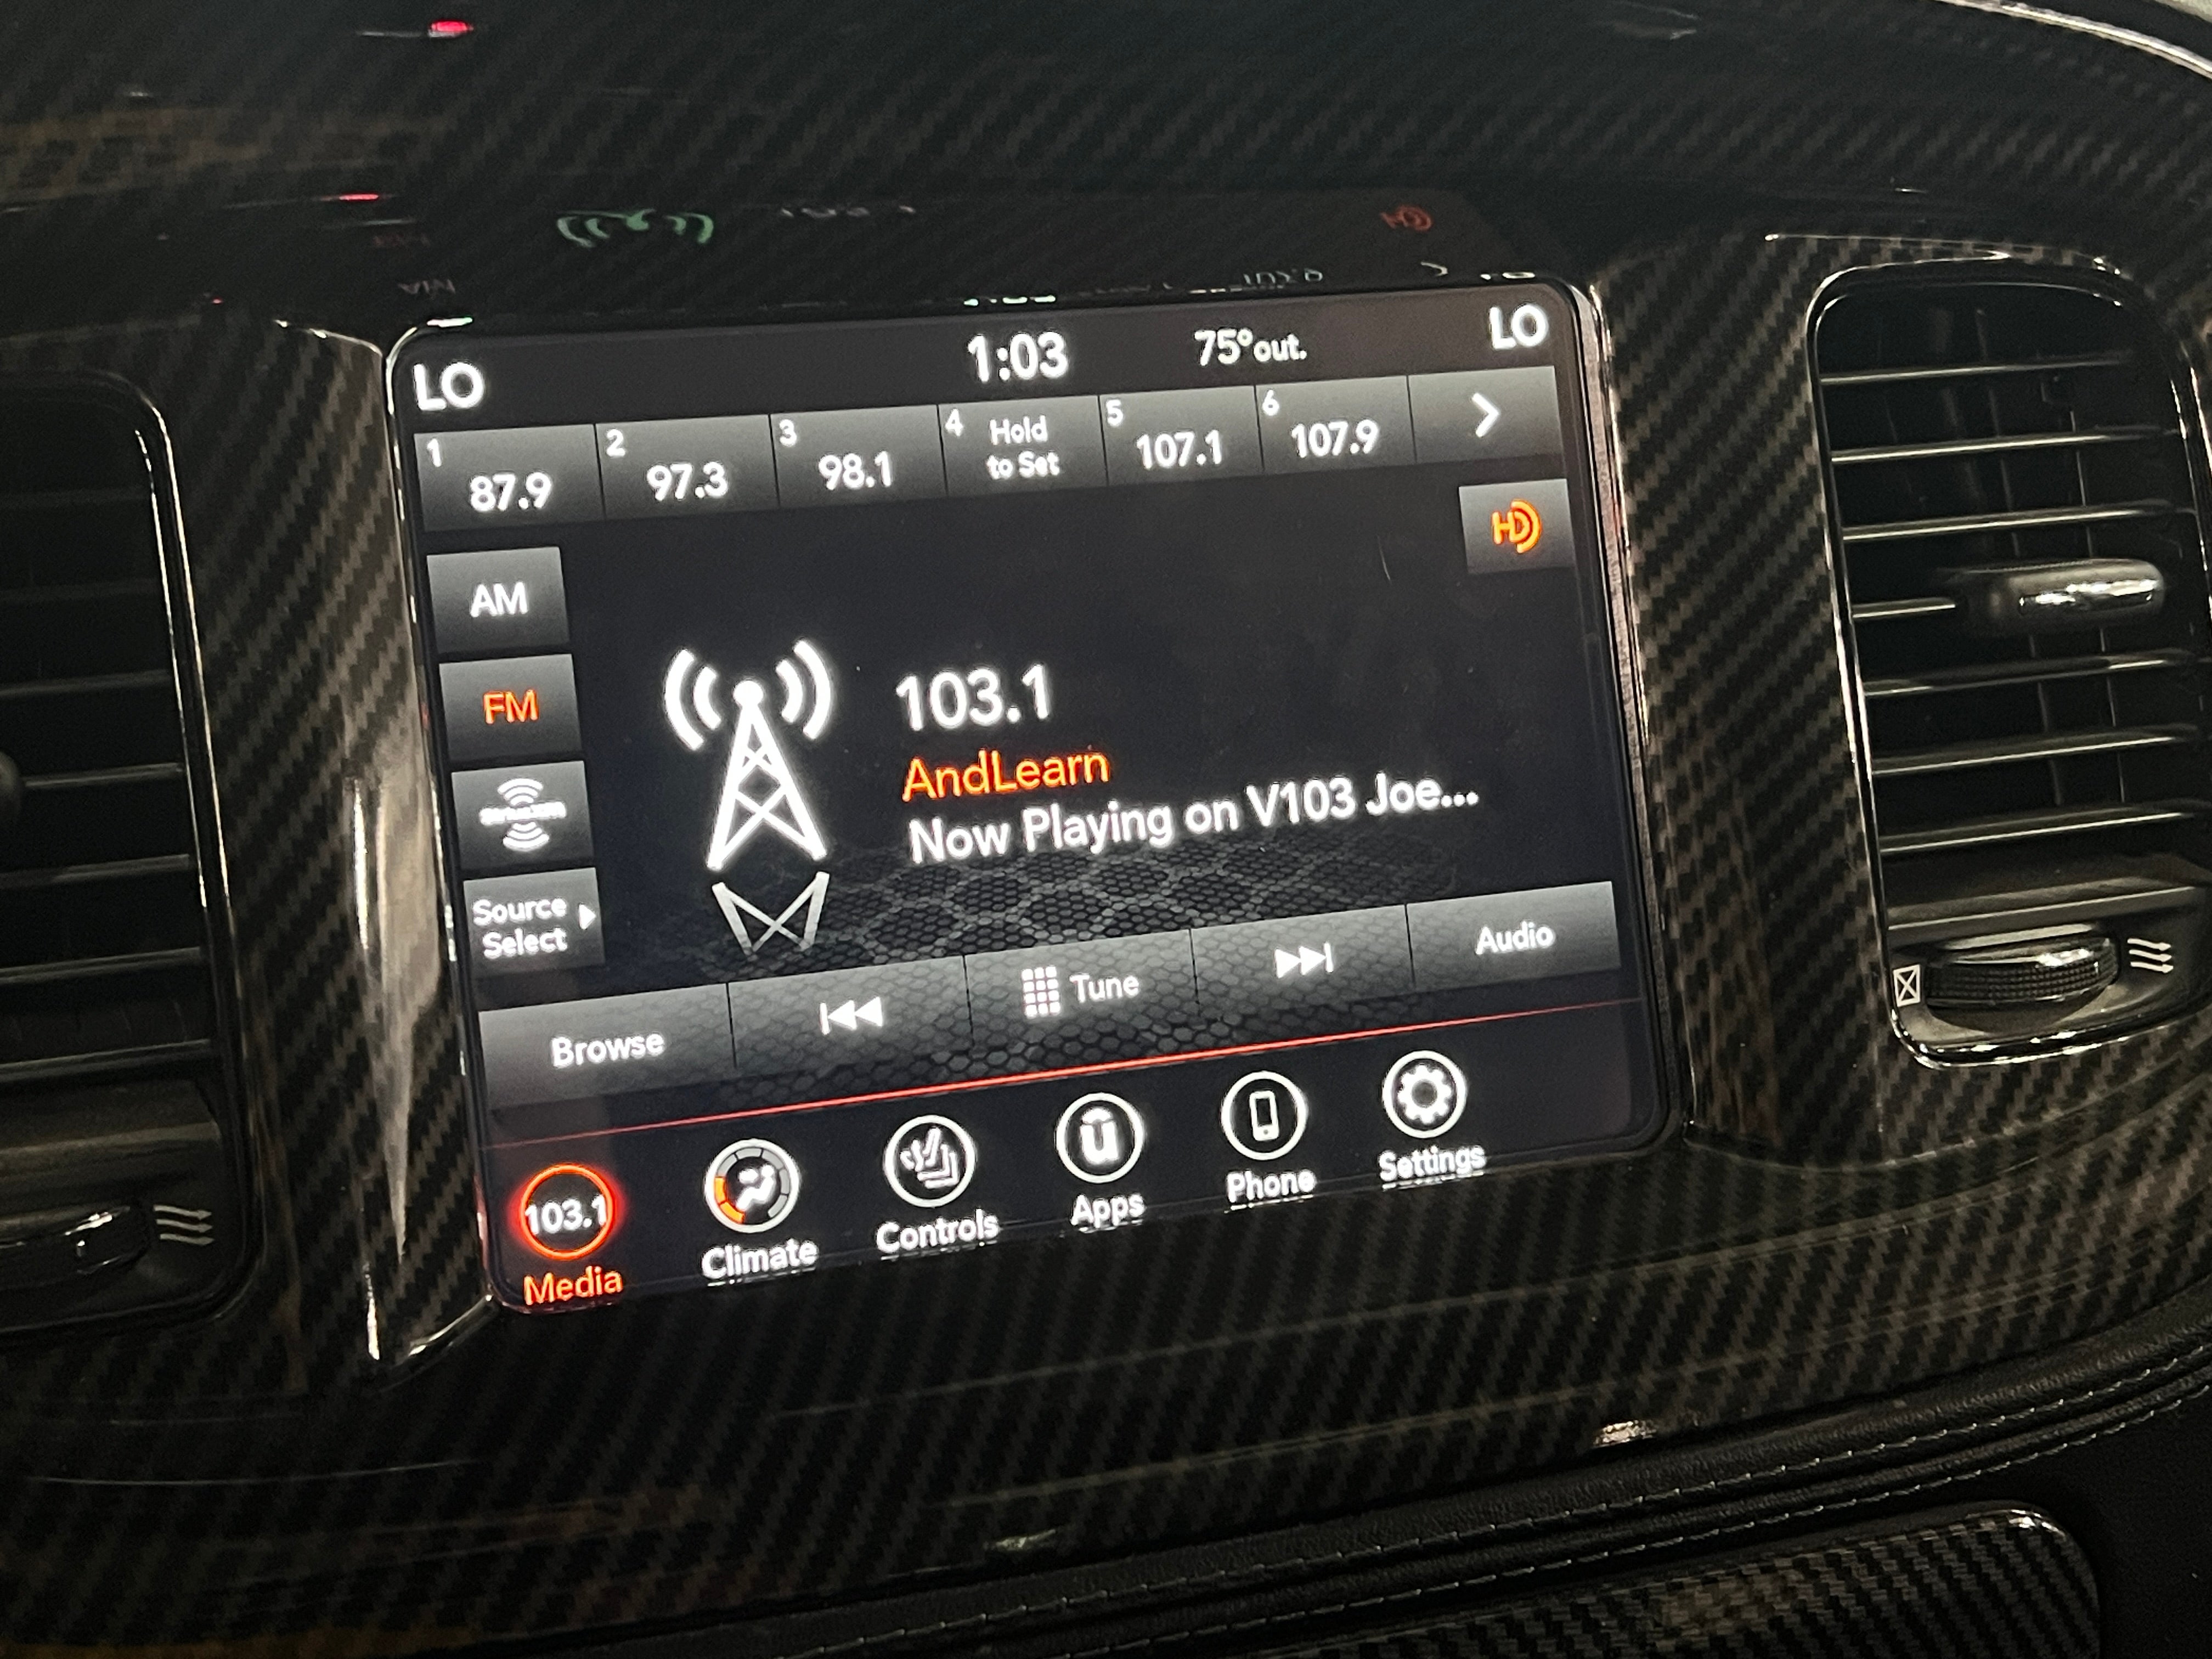 LO 1:03 75°out. LO
1 87.9 2 97.3 3 98.1 4 Hold to Set 5 107.1 6 107.9
HD
AM
FM
103.1
AndLearn
Now Playing on V103 Joe...
Source
Select
Browse Tune Audio
103.1 u
Media Climate Controls Apps Phone Settings